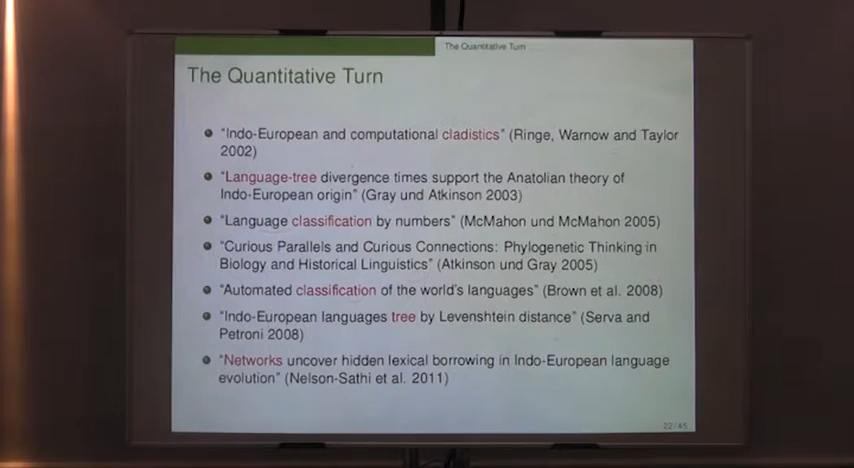 The Quantitative Turn
The Quantitative Turn
"Indo-European and computational cladistics" (Ringe, Warnow and Taylor
2002)
"Language-tree divergence times support the Anatolian theory of
Indo-European origin" (Gray und Atkinson 2003)
"Language classification by numbers" (McMahon und McMahon 2005)
"Curious Parallels and Curious Connections: Phylogenetic Thinking in
Biology and Historical Linguistics" (Atkinson und Gray 2005)
"Automated classification of the world's languages" (Brown et al. 2008)
"Indo-European languages tree by Levenshtein distance" (Serva and
Petroni 2008)
"Networks uncover hidden lexical borrowing in Indo-European language
evolution" (Nelson-Sathi et al. 2011)
22/45